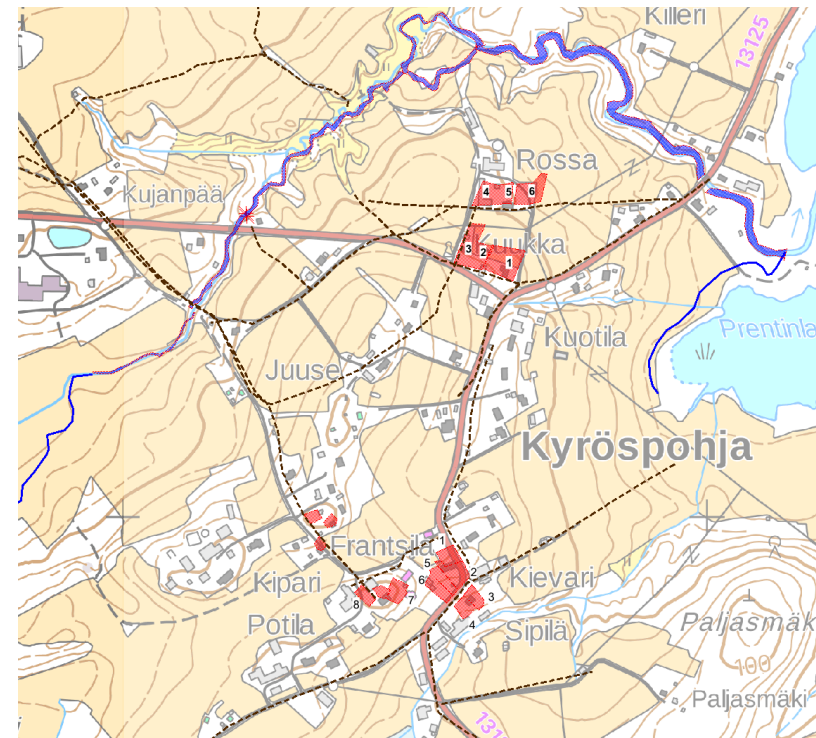 Killeri
13125
Rossa
4 5 6
Kujanpää
Kuukka
3 2 1
Prentinla
Kuotila
Juuse
Kyröspohja
Frantsila
1
5
2
6
Kievari
Kipari
7
3
8
4
Potila
Sipilä
Paljasmäk
100
Paljasmäki
131